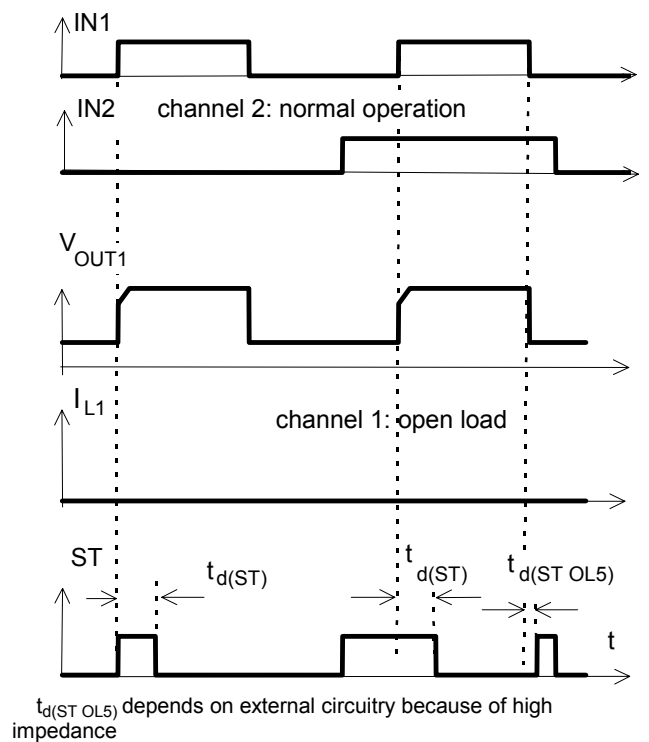 IN1
IN2 channel 2: normal operation
VOUT1
IL1
channel 1: open load
ST
td(ST)
td(ST)
td(ST OL5)
t
td(ST OL5) depends on external circuitry because of high
impedance